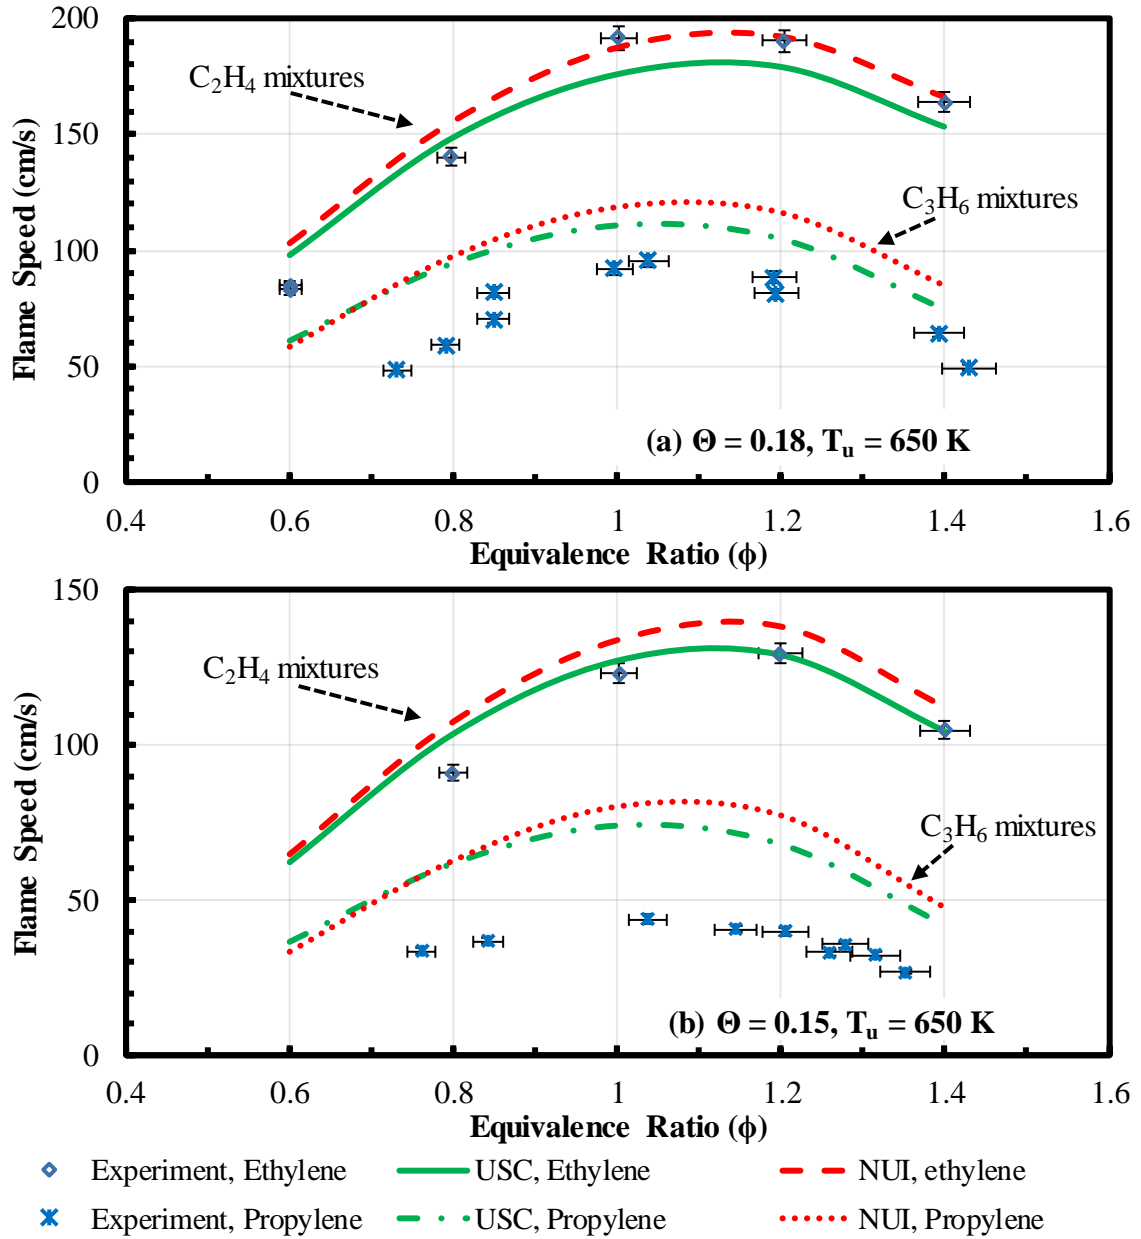 200
150
100
50
0
Flame Speed (cm/s)
C2H4 mixtures
C3H6 mixtures
(a) Θ = 0.18, Tu = 650 K
0.4 0.6 0.8 1 1.2 1.4 1.6
Equivalence Ratio (ϕ)
150
100
50
0
Flame Speed (cm/s)
C2H4 mixtures
C3H6 mixtures
(b) Θ = 0.15, Tu = 650 K
0.4 0.6 0.8 1 1.2 1.4 1.6
Equivalence Ratio (ϕ)
Experiment, Ethylene USC, Ethylene NUI, ethylene
Experiment, Propylene USC, Propylene NUI, Propylene